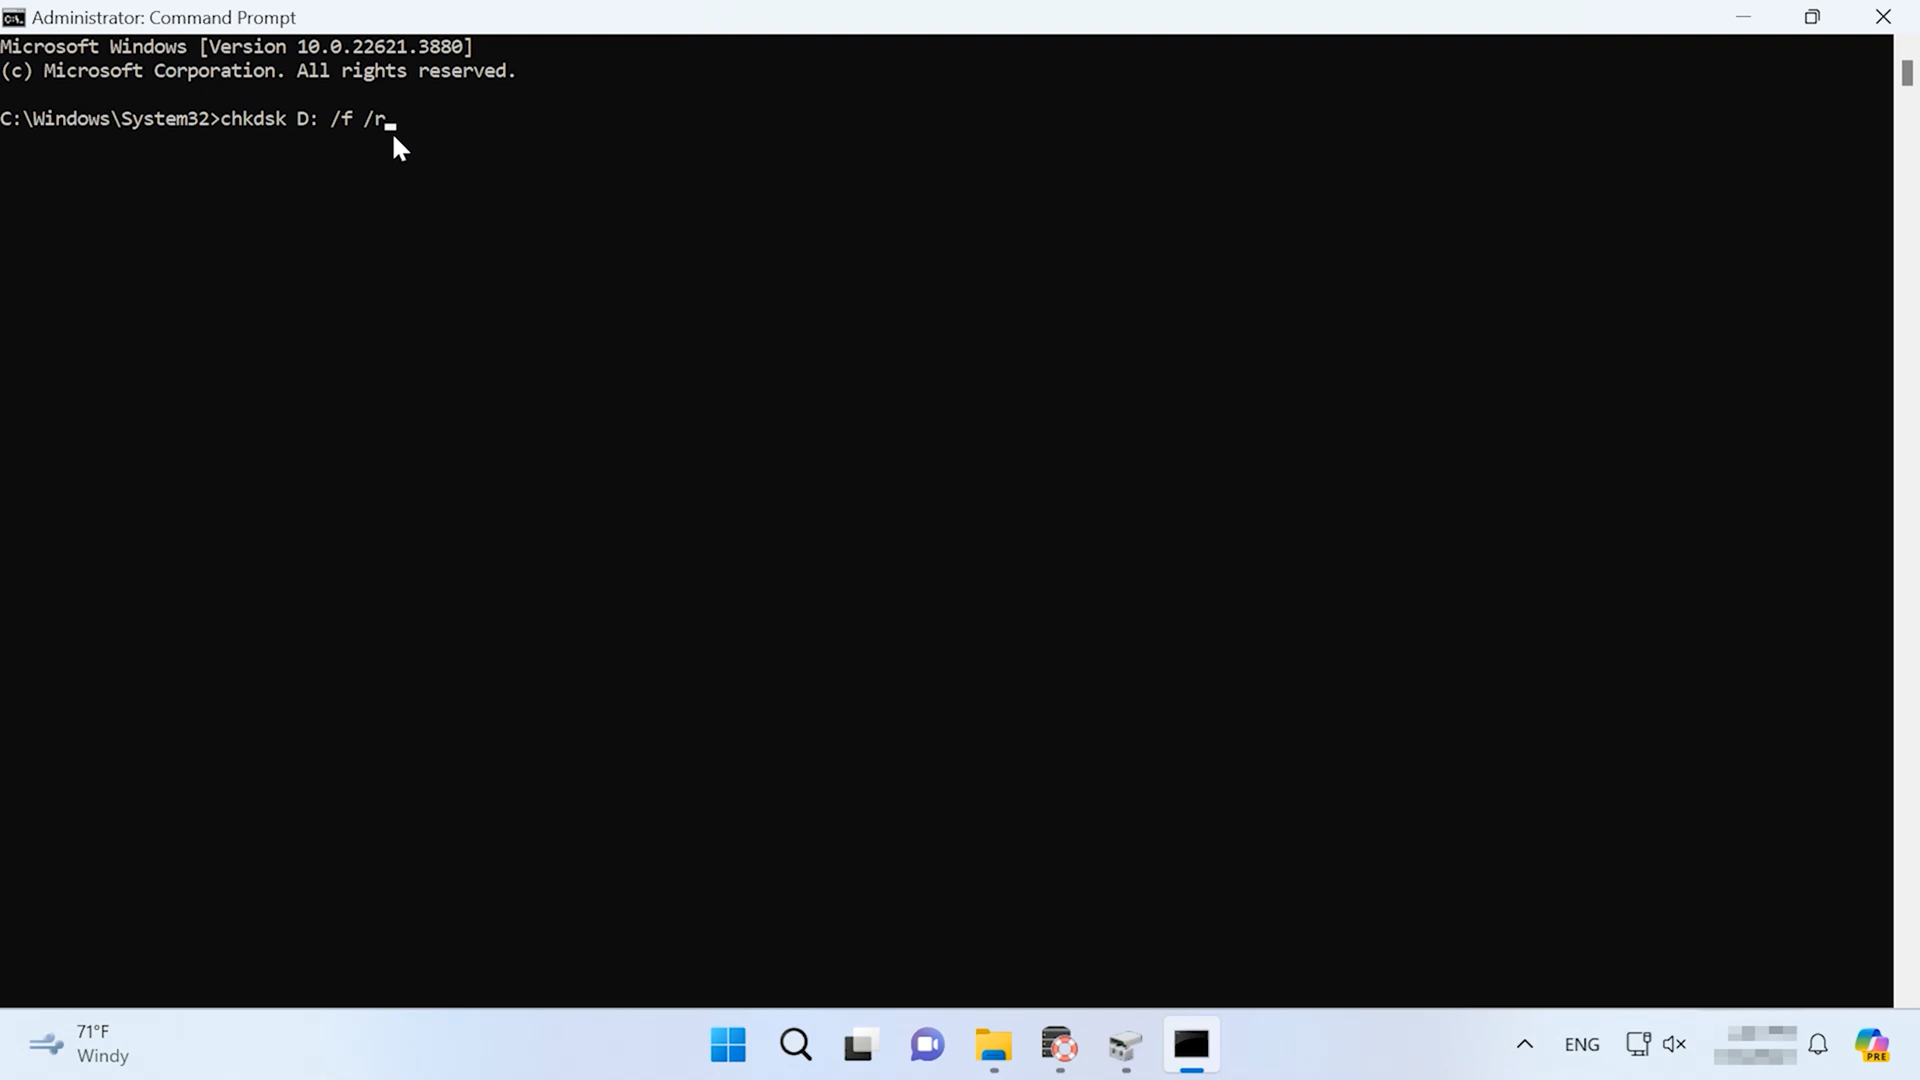 Administrator: Command Prompt
Microsoft Windows [Version 10.0.22621.3880]
(c) Microsoft Corporation. All rights reserved.
C:\Windows\System32>chkdsk D: /f /r
71°F
Windy
ENG
PRE